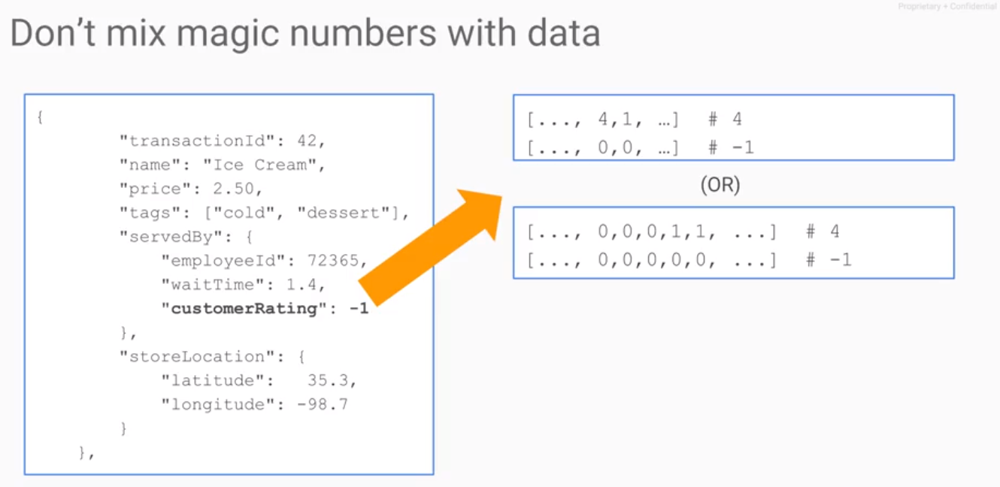 Proprietary + Confidential
Don’t mix magic numbers with data
{
"transactionId": 42,
"name": "Ice Cream",
"price": 2.50,
"tags": ["cold", "dessert"],
"servedBy": {
"employeeId": 72365,
"waitTime": 1.4,
"customerRating": -1
},
"storeLocation": {
"latitude": 35.3,
"longitude": -98.7
}
},
[..., 4,1, …] # 4
[..., 0,0, …] # -1
(OR)
[..., 0,0,0,1,1, ...] # 4
[..., 0,0,0,0,0, ...] # -1